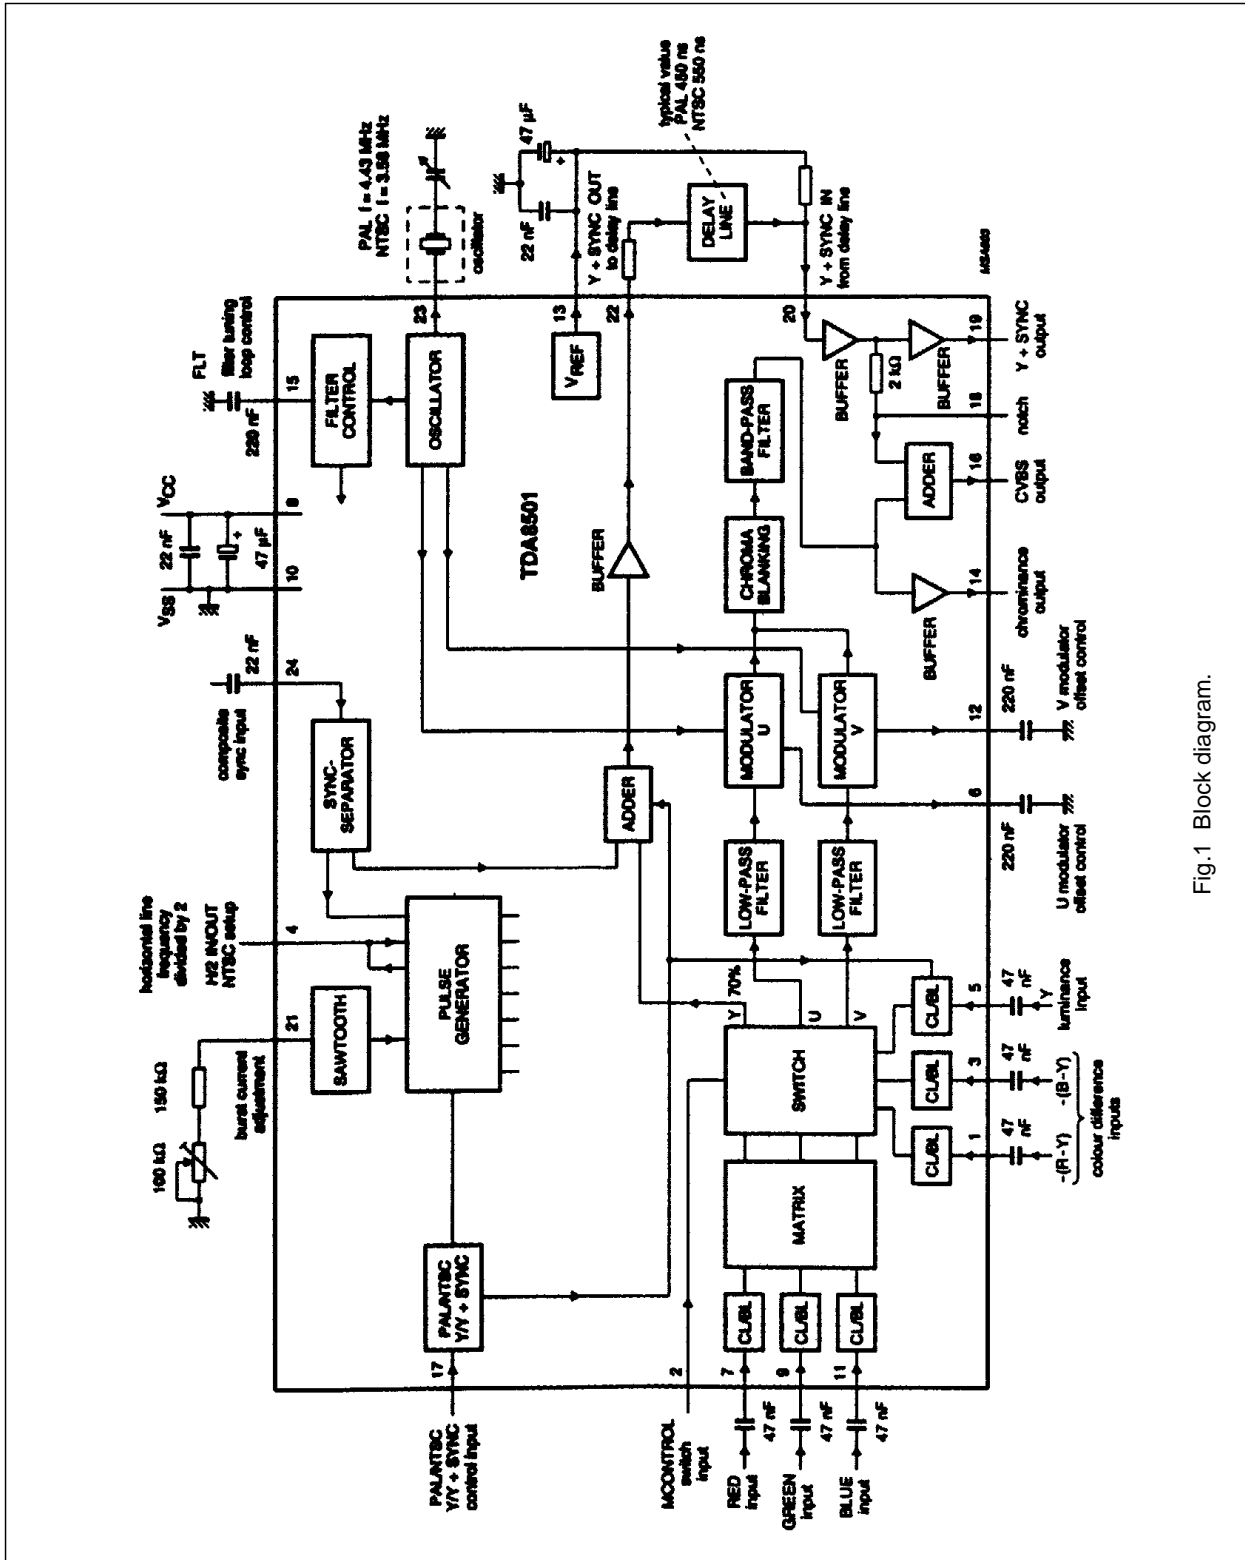 PAL/NTSC
Y/Y + SYNC
control input
17
PAL/NTSC
Y/Y + SYNC
100 kΩ
150 kΩ
burst current
adjustment
21
SAWTOOTH
horizontal line
frequency
divided by 2
H/2 IN/OUT
NTSC setup
4
PULSE
GENERATOR
composite
sync input
22 nF
24
SYNC-
SEPARATOR
VSS
10
22 nF
47 μF
+
VCC
8
220 nF
FLT
filter tuning
loop control
15
FILTER
CONTROL
OSCILLATOR
23
PAL f = 4.43 MHz
NTSC f = 3.58 MHz
oscillator
TDA8501
VREF
13
22 nF
47 μF
+
ADDER
BUFFER
22
Y + SYNC OUT
to delay line
DELAY
LINE
typical value
PAL 450 ns
NTSC 550 ns
Y + SYNC IN
from delay line
20
MCONTROL
switch
input
2
RED
input
47 nF
7
CL/BL
GREEN
input
47 nF
9
CL/BL
BLUE
input
47 nF
11
CL/BL
MATRIX
SWITCH
Y
70%
U
V
LOW-PASS
FILTER
LOW-PASS
FILTER
MODULATOR
U
MODULATOR
V
CHROMA
BLANKING
BAND-PASS
FILTER
BUFFER
2 kΩ
BUFFER
ADDER
BUFFER
CL/BL
CL/BL
CL/BL
1
47
nF
-(R-Y)
3
47
nF
-(B-Y)
colour difference
inputs
5
47
nF
Y
luminance
input
6
220 nF
U modulator
offset control
12
220 nF
V modulator
offset control
14
chrominance
output
16
CVBS
output
18
notch
19
Y + SYNC
output
Fig.1 Block diagram.